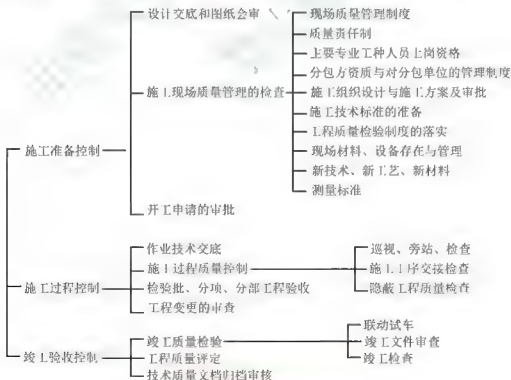 设计交底和图纸会审
现场质量管理制度
质量责任制
主要专业工种人员上岗资格
分包方资质与对分包单位的管理制度
施工现场质量管理的检查
施工组织设计与施工方案及审批
施工技术标准的准备
工程质量检验制度的落实
现场材料、设备存在与管理
新技术、新工艺、新材料
测量标准
施工准备控制
开工申请的审批
作业技术交底
施工过程质量控制
检验批、分项、分部工程验收
工程变更的审查
巡视、旁站、检查
施工工序交接检查
隐蔽工程质量检查
施工过程控制
联动试车
竣工质量检验
竣工文件审查
竣工检查
竣工验收控制
工程质量评定
技术质量文档归档审核